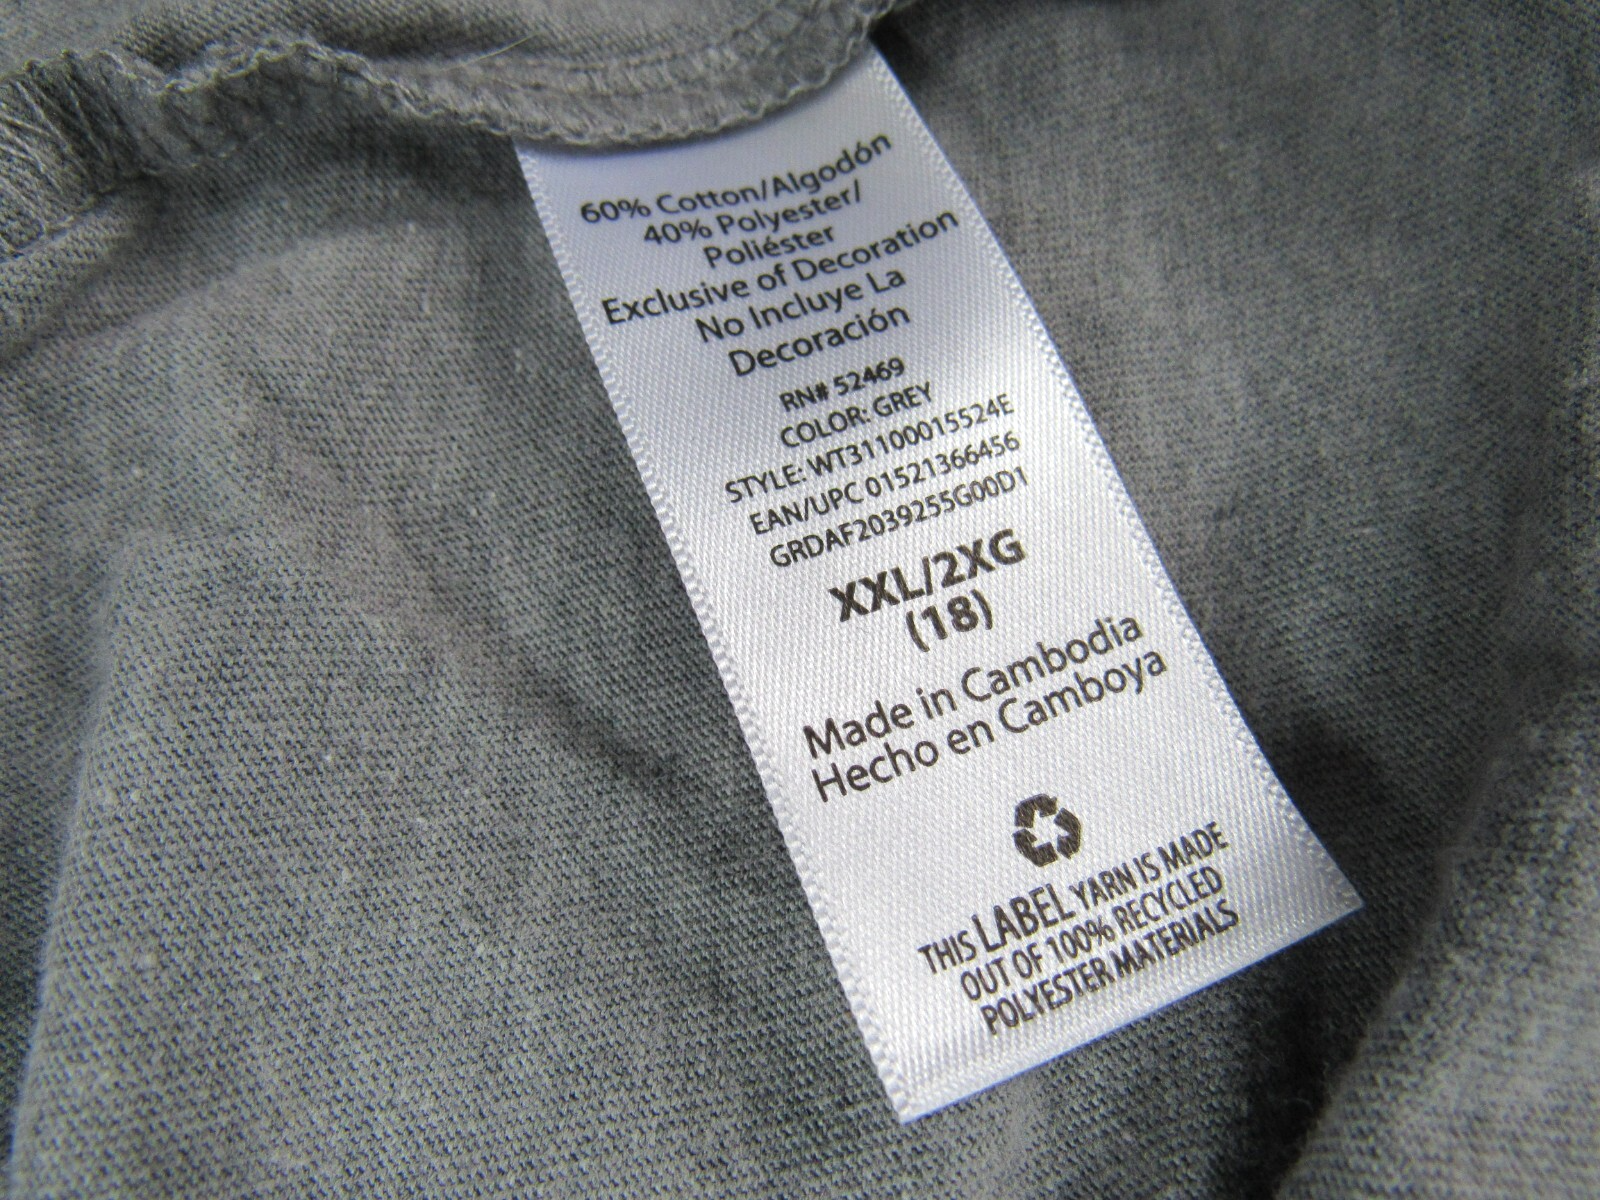 60% Cotton/Algodón
40% Polyester/
Poliéster
Exclusive of Decoration
No Incluye La
Decoración
RN# 52469
COLOR: GREY
STYLE: WT31100015524E
EAN/UPC 01521366456
GRDAF2039255G00D1
XXL/2XG
(18)
Made in Cambodia
Hecho en Camboya
THIS LABEL YARN IS MADE
OUT OF 100% RECYCLED
POLYESTER MATERIALS